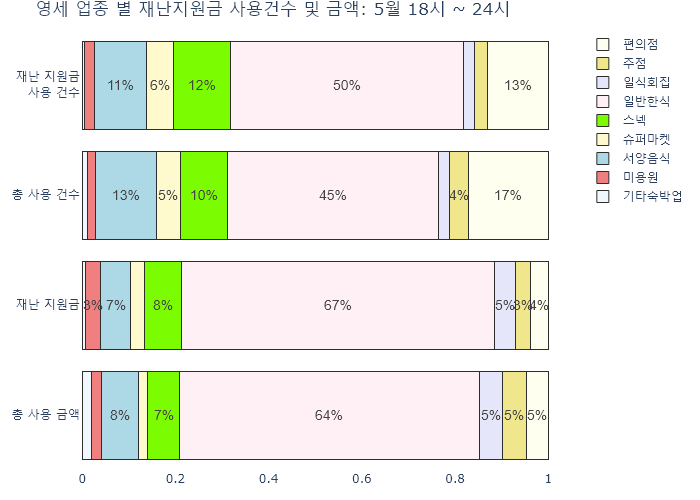 영세 업종 별 재난지원금 사용건수 및 금액: 5월 18시 ~ 24시
재난 지원금
사용 건수
11%
6%
12%
50%
13%
총 사용 건수
13%
5%
10%
45%
4%
17%
재난 지원금
3%
7%
8%
67%
5%
3%
4%
총 사용 금액
8%
7%
64%
5%
5%
5%
0
0.2
0.4
0.6
0.8
1
편의점
주점
일식회집
일반한식
스넥
슈퍼마켓
서양음식
미용원
기타숙박업